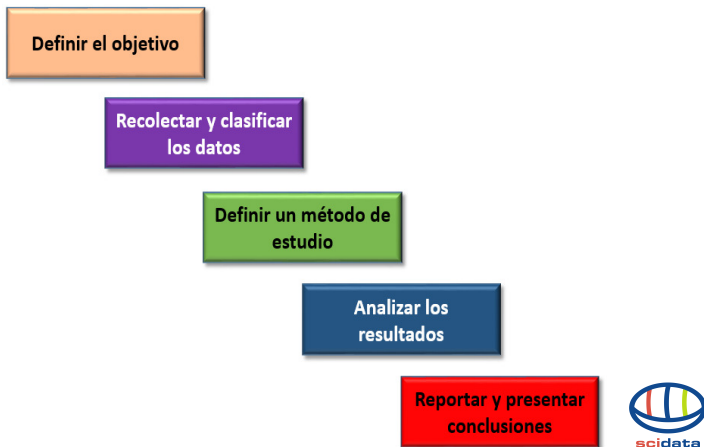 Definir el objetivo
Recolectar y clasificar
los datos
Definir un método de
estudio
Analizar los
resultados
Reportar y presentar
conclusiones
scidata